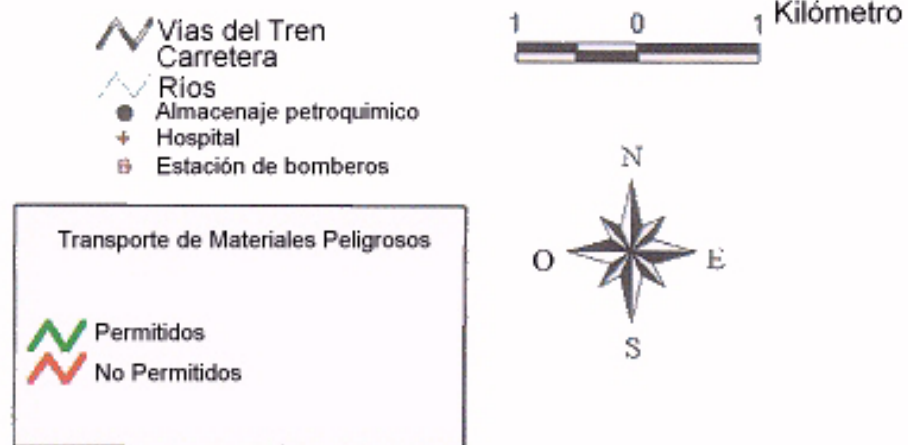 Vias del Tren
Carretera
Ríos
Almacenaje petroquimico
Hospital
Estación de bomberos
1 0 1 Kilómetro
N
O E
S
Transporte de Materiales Peligrosos
Permitidos
No Permitidos